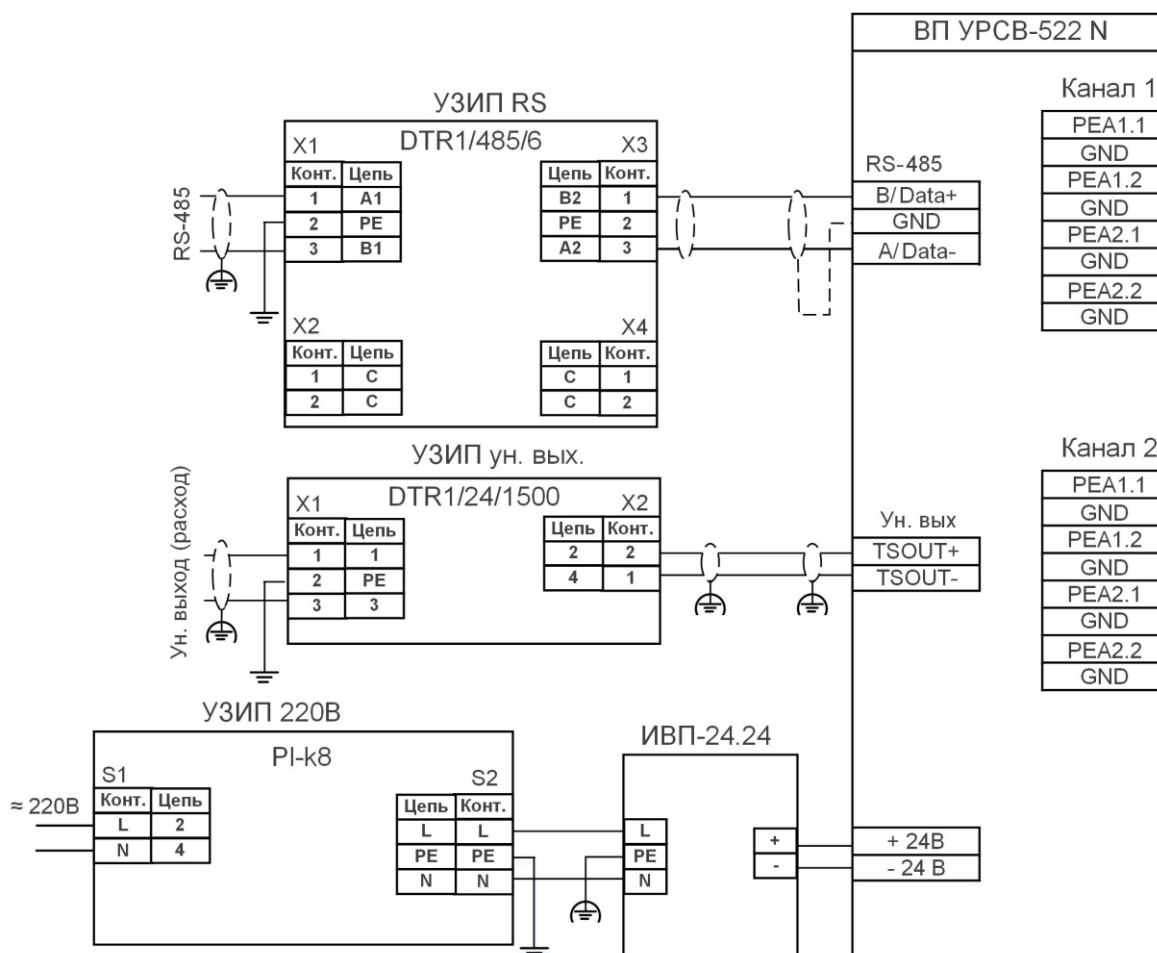 ВП УРСВ-522 N
Канал 1
PEA1.1
GND
PEA1.2
GND
PEA2.1
GND
PEA2.2
GND
УЗИП RS
DTR1/485/6
X1
X3
Конт. Цепь
1 A1
2 PE
3 B1
Цепь Конт.
B2 1
PE 2
A2 3
RS-485
RS-485
B/Data+
GND
A/Data-
X2
X4
Конт. Цепь
1 C
2 C
Цепь Конт.
C 1
C 2
УЗИП ун. вых.
DTR1/24/1500
X1
X2
Конт. Цепь
1 1
2 PE
3 3
Цепь Конт.
2 2
4 1
Ун. выход (расход)
Ун. вых
TSOUT+
TSOUT-
Канал 2
PEA1.1
GND
PEA1.2
GND
PEA2.1
GND
PEA2.2
GND
УЗИП 220В
PI-k8
S1
S2
≈ 220В
Конт. Цепь
L 2
N 4
Цепь Конт.
L L
PE PE
N N
ИВП-24.24
L
PE
N
+
-
+ 24В
- 24 В